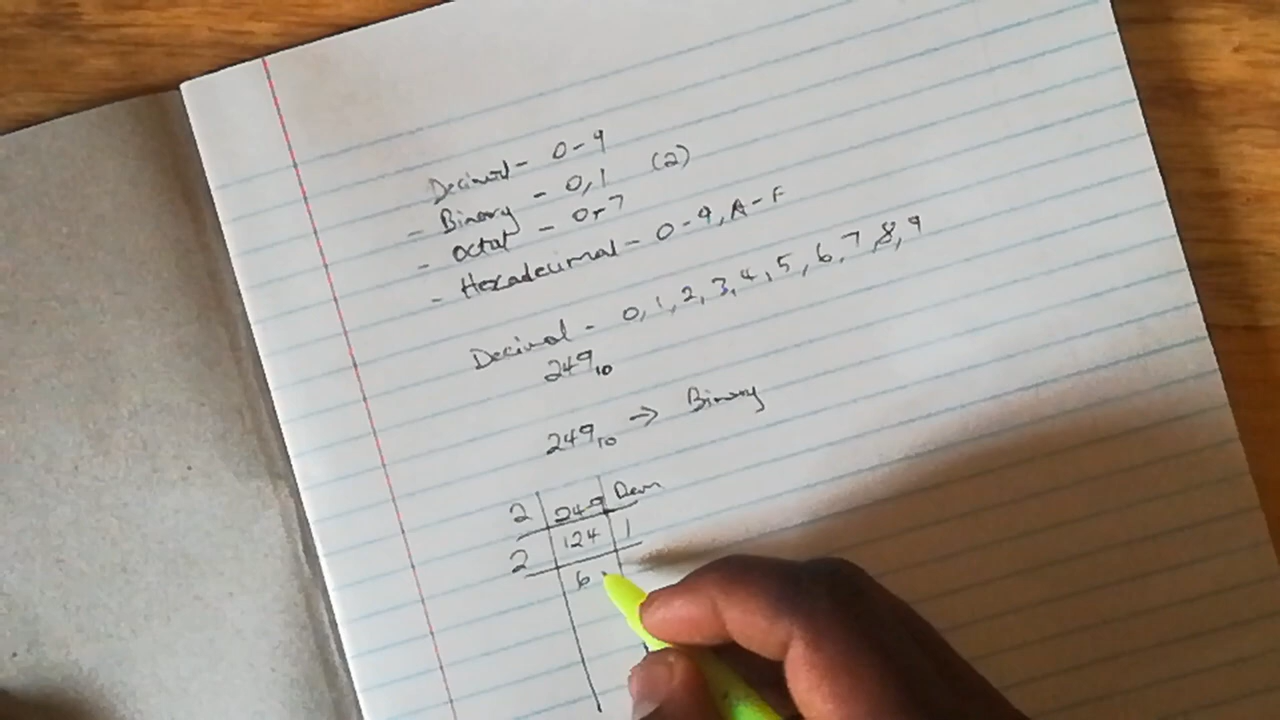 Decimal - 0-9
- Binary - 0,1 (2)
- Octal - 0-7
- Hexadecimal - 0-9, A-F
Decimal - 0, 1, 2, 3, 4, 5, 6, 7, 8, 9
249₁₀
249₁₀ → Binary
2 | 249 |
2 | 124 | 1
6